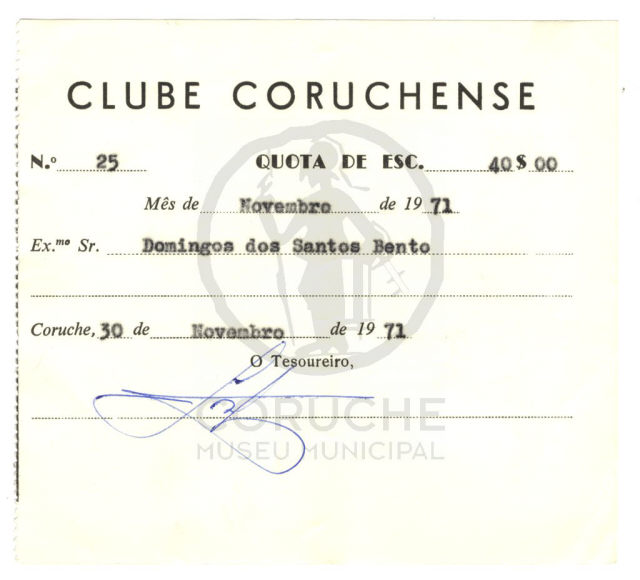 CLUBE CORUCHENSE
N.º 25 QUOTA DE ESC. 40$00
Mês de Novembro de 1971
Ex.mo Sr. Domingos dos Santos Bento
Coruche, 30 de Novembro de 1971
O Tesoureiro,
CORUCHE
MUSEU MUNICIPAL